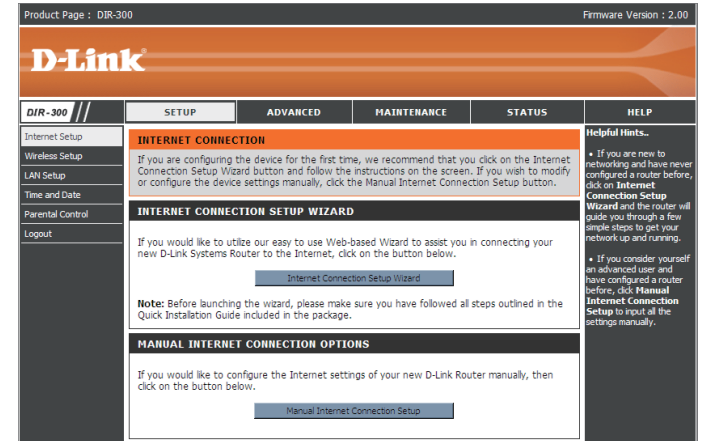 Product Page : DIR-300
Firmware Version : 2.00
D-Link
DIR-300
SETUP
ADVANCED
MAINTENANCE
STATUS
HELP
Internet Setup
Wireless Setup
LAN Setup
Time and Date
Parental Control
Logout
INTERNET CONNECTION
If you are configuring the device for the first time, we recommend that you click on the Internet
Connection Setup Wizard button and follow the instructions on the screen. If you wish to modify
or configure the device settings manually, click the Manual Internet Connection Setup button.
INTERNET CONNECTION SETUP WIZARD
If you would like to utilize our easy to use Web-based Wizard to assist you in connecting your
new D-Link Systems Router to the Internet, click on the button below.
Internet Connection Setup Wizard
Note: Before launching the wizard, please make sure you have followed all steps outlined in the
Quick Installation Guide included in the package.
MANUAL INTERNET CONNECTION OPTIONS
If you would like to configure the Internet settings of your new D-Link Router manually, then
click on the button below.
Manual Internet Connection Setup
Helpful Hints..
• If you are new to
networking and have never
configured a router before,
click on Internet
Connection Setup
Wizard and the router will
guide you through a few
simple steps to get your
network up and running.
• If you consider yourself
an advanced user and
have configured a router
before, click Manual
Internet Connection
Setup to input all the
settings manually.